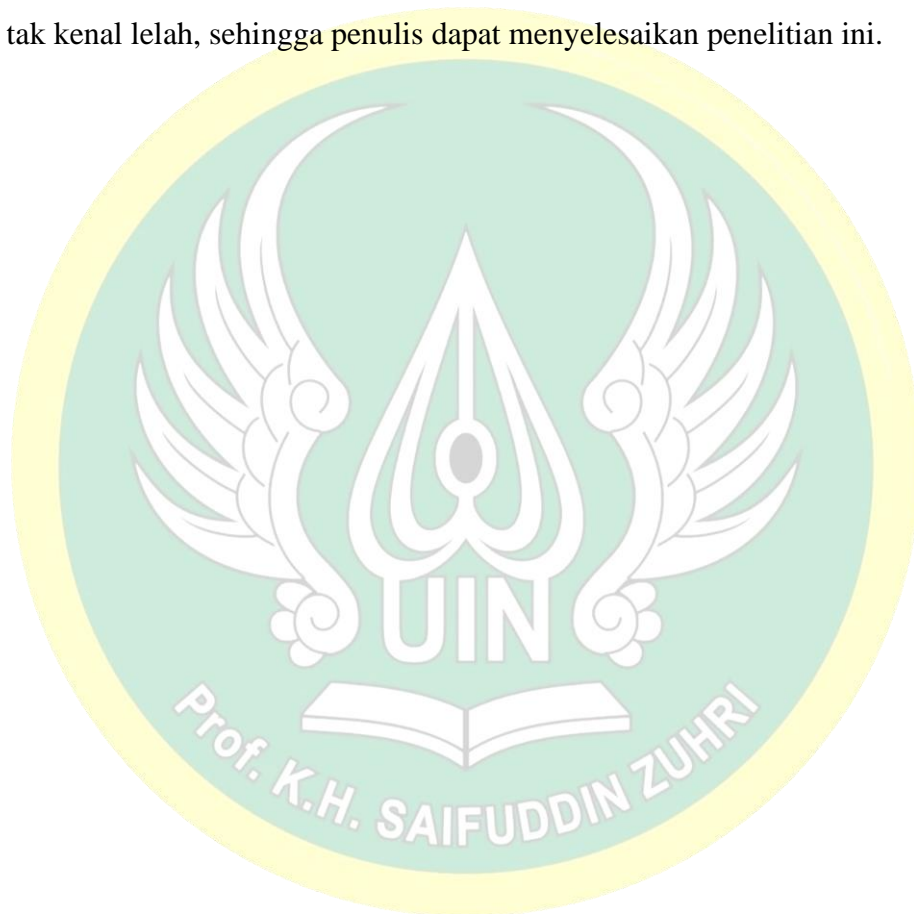 tak kenal lelah, sehingga penulis dapat menyelesaikan penelitian ini.
UIN
Prof. K.H. SAIFUDDIN ZUHRI